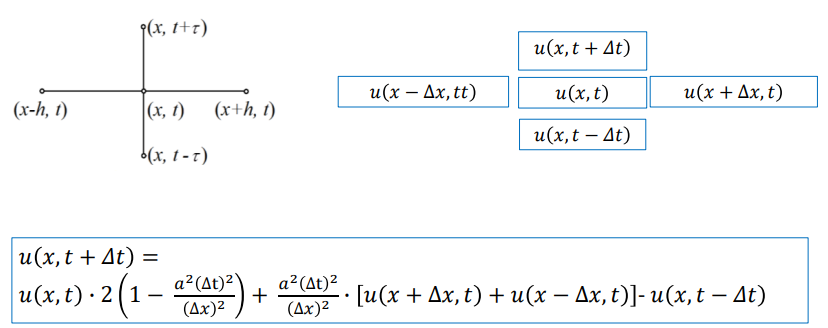 (x, t+τ)
(x-h, t) (x, t) (x+h, t)
(x, t - τ)
u(x, t + Δt)
u(x − Δx, tt) u(x, t) u(x + Δx, t)
u(x, t − Δt)
u(x, t + Δt) =
u(x, t) · 2(1 − a²(Δt)²/(Δx)²) + a²(Δt)²/(Δx)² · [u(x + Δx, t) + u(x − Δx, t)]- u(x, t − Δt)